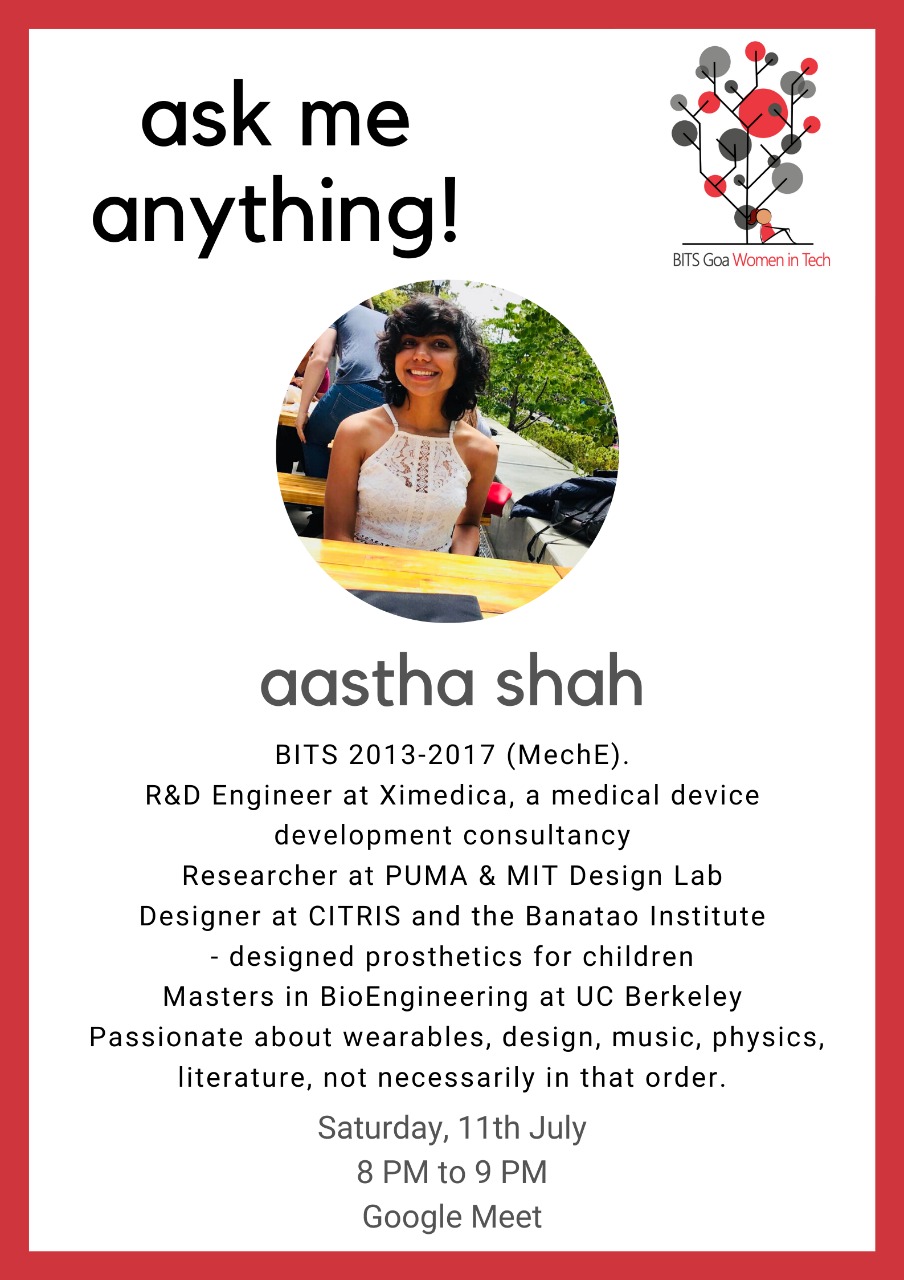 ask me
anything!
BITS Goa Women in Tech
aastha shah
BITS 2013-2017 (MechE).
R&D Engineer at Ximedica, a medical device
development consultancy
Researcher at PUMA & MIT Design Lab
Designer at CITRIS and the Banatao Institute
- designed prosthetics for children
Masters in BioEngineering at UC Berkeley
Passionate about wearables, design, music, physics,
literature, not necessarily in that order.
Saturday, 11th July
8 PM to 9 PM
Google Meet